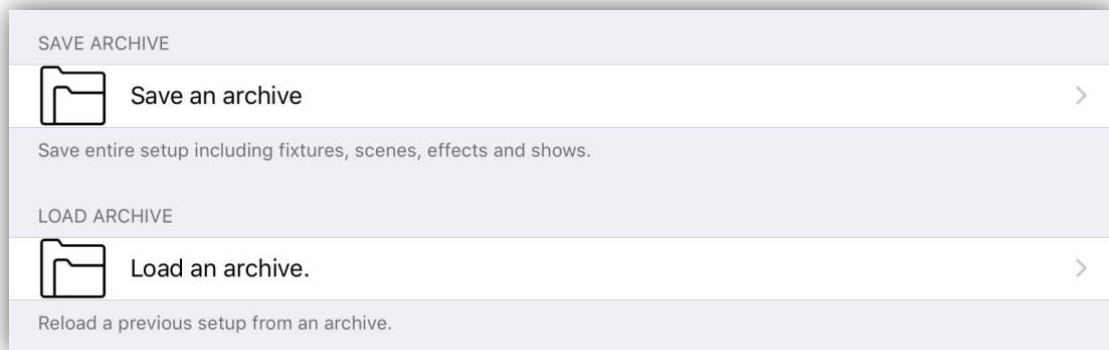 SAVE ARCHIVE
Save an archive
Save entire setup including fixtures, scenes, effects and shows.
LOAD ARCHIVE
Load an archive.
Reload a previous setup from an archive.